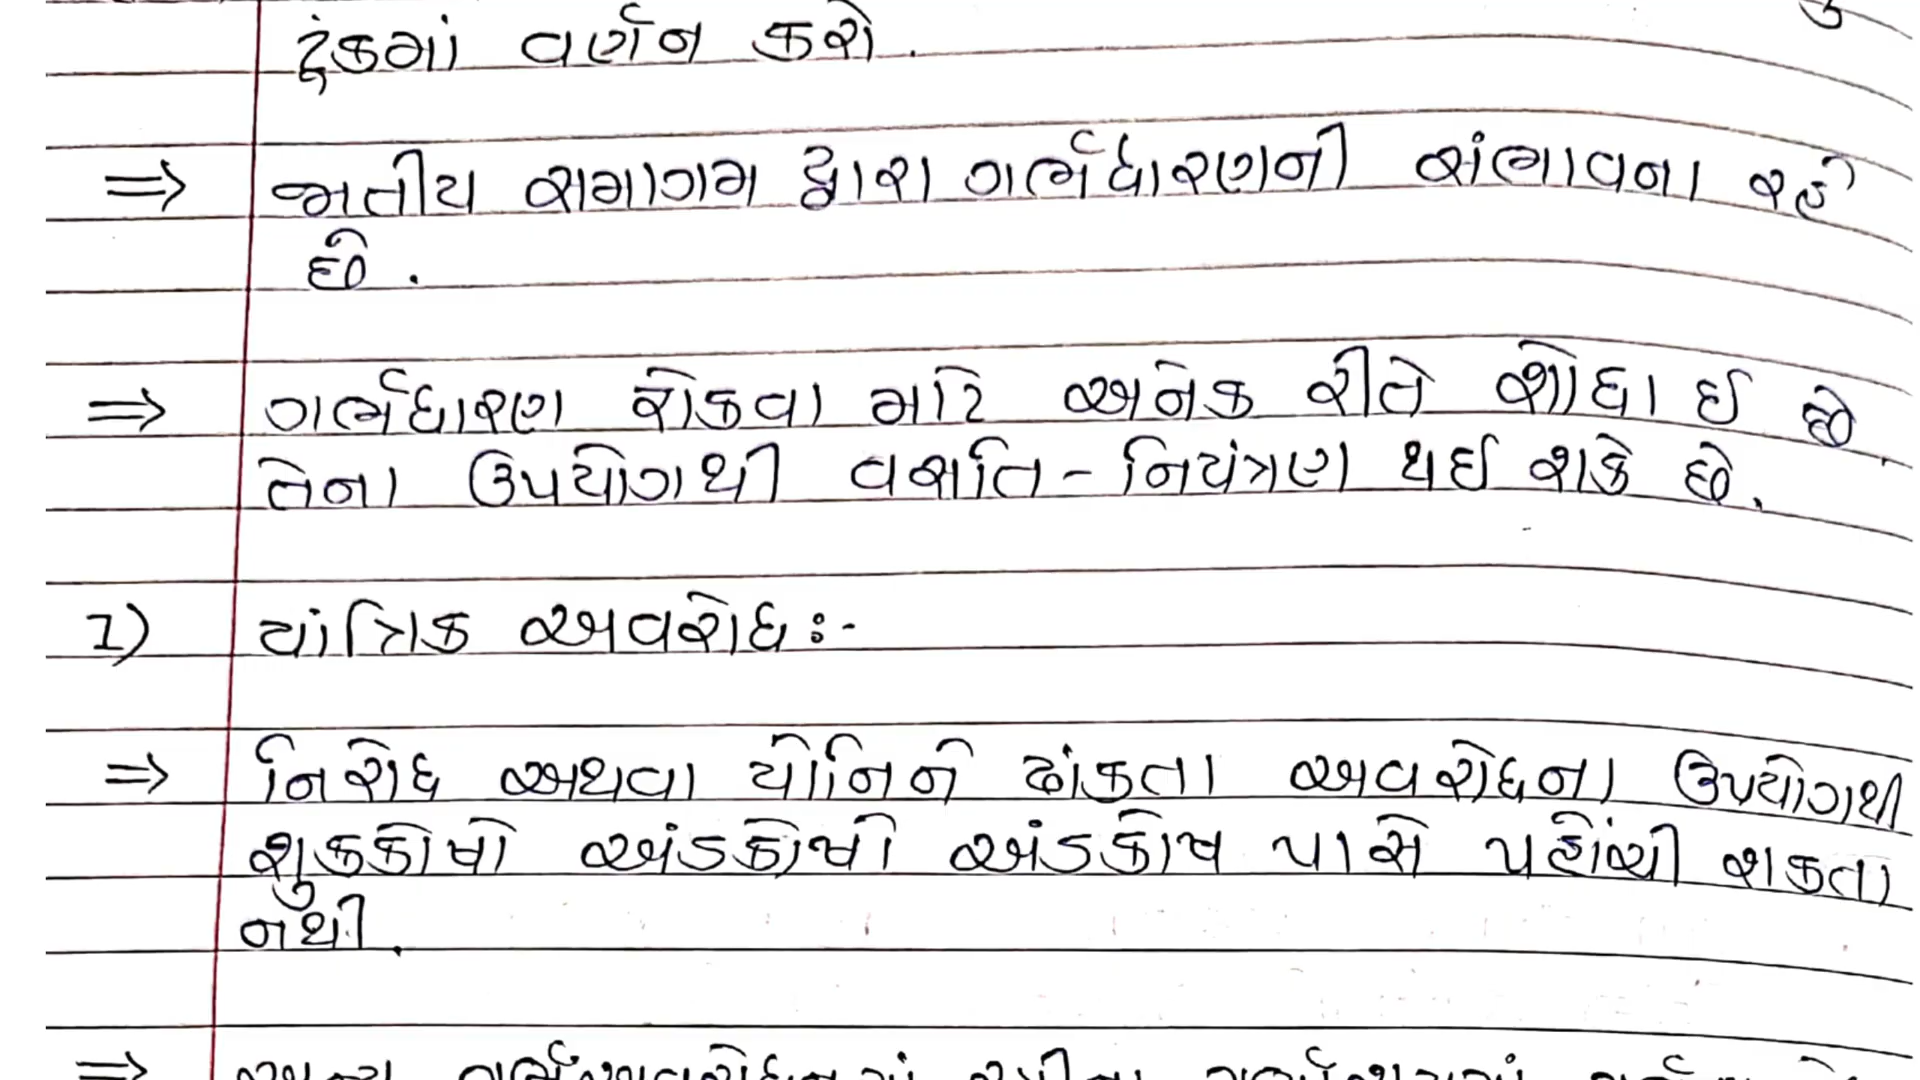 ટૂંકમાં વર્ણન કરો.
⇒ જાતીય સમાગમ દ્વારા ગર્ભધારણની સંભાવના રહે
છે.
⇒ ગર્ભધારણ રોકવા માટે અનેક રીતે શોધાઈ છે.
તેના ઉપયોગથી વસતિ - નિયંત્રણ થઈ શકે છે.
1) યાંત્રિક અવરોધ :-
⇒ નિરોધ અથવા યોનિને ઢાંકતા અવરોધના ઉપયોગથી
શુક્રકોષો અંડકોષો અંડકોષ પાસે પહોંચી શકતા
નથી.
⇒